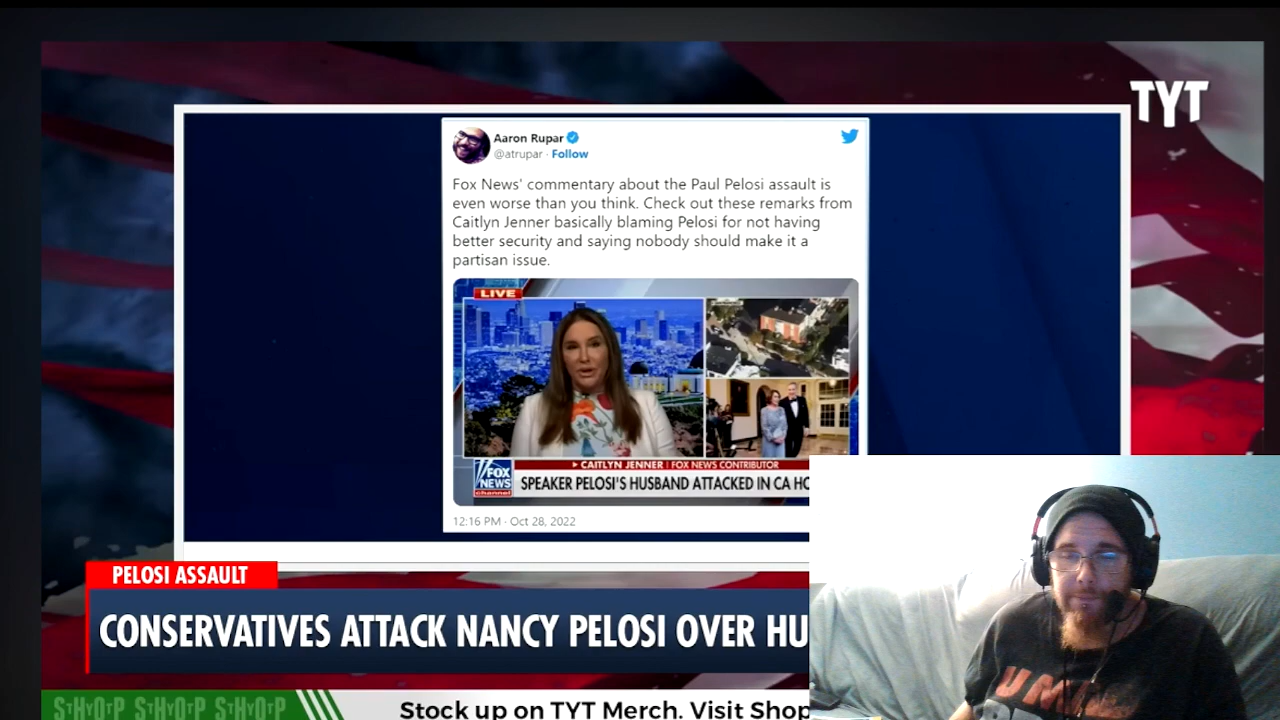 TYT
Aaron Rupar
@atrupar · Follow
Fox News' commentary about the Paul Pelosi assault is
even worse than you think. Check out these remarks from
Caitlyn Jenner basically blaming Pelosi for not having
better security and saying nobody should make it a
partisan issue.
LIVE
CAITLYN JENNER | FOX NEWS CONTRIBUTOR
FOX
NEWS
channel
SPEAKER PELOSI'S HUSBAND ATTACKED IN CA HO
12:16 PM · Oct 28, 2022
PELOSI ASSAULT
CONSERVATIVES ATTACK NANCY PELOSI OVER HU
SHOP SHOP SHOP
Stock up on TYT Merch. Visit Shop